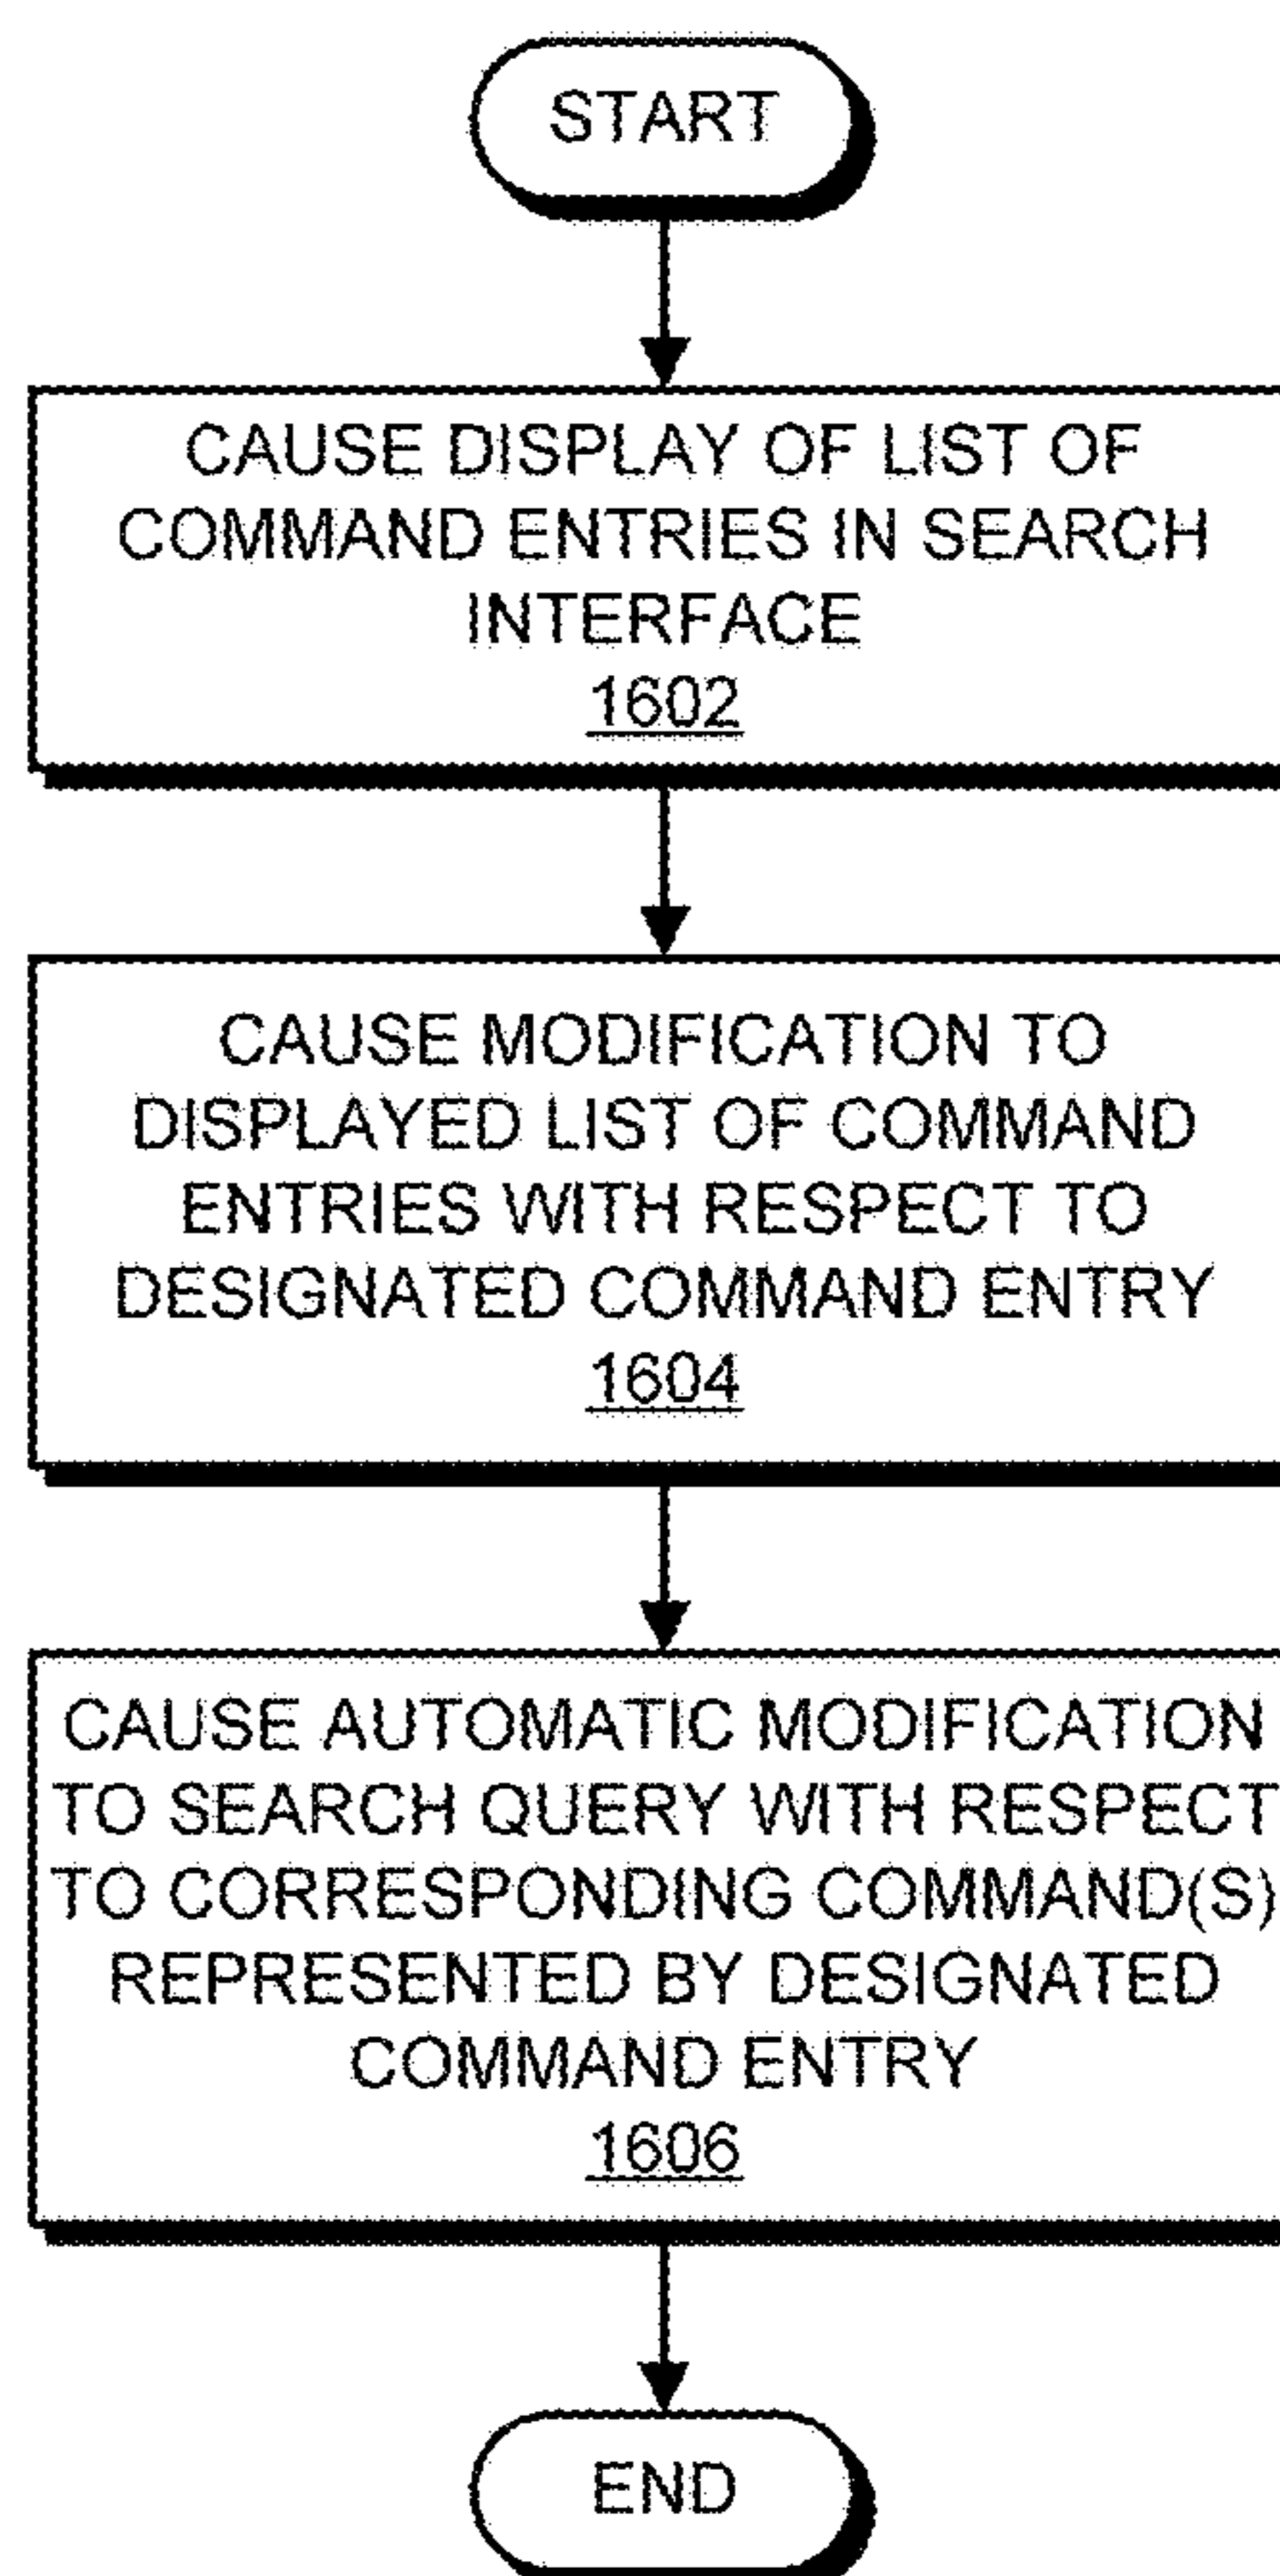 START
CAUSE DISPLAY OF LIST OF
COMMAND ENTRIES IN SEARCH
INTERFACE
1602
CAUSE MODIFICATION TO
DISPLAYED LIST OF COMMAND
ENTRIES WITH RESPECT TO
DESIGNATED COMMAND ENTRY
1604
CAUSE AUTOMATIC MODIFICATION
TO SEARCH QUERY WITH RESPECT
TO CORRESPONDING COMMAND(S)
REPRESENTED BY DESIGNATED
COMMAND ENTRY
1606
END